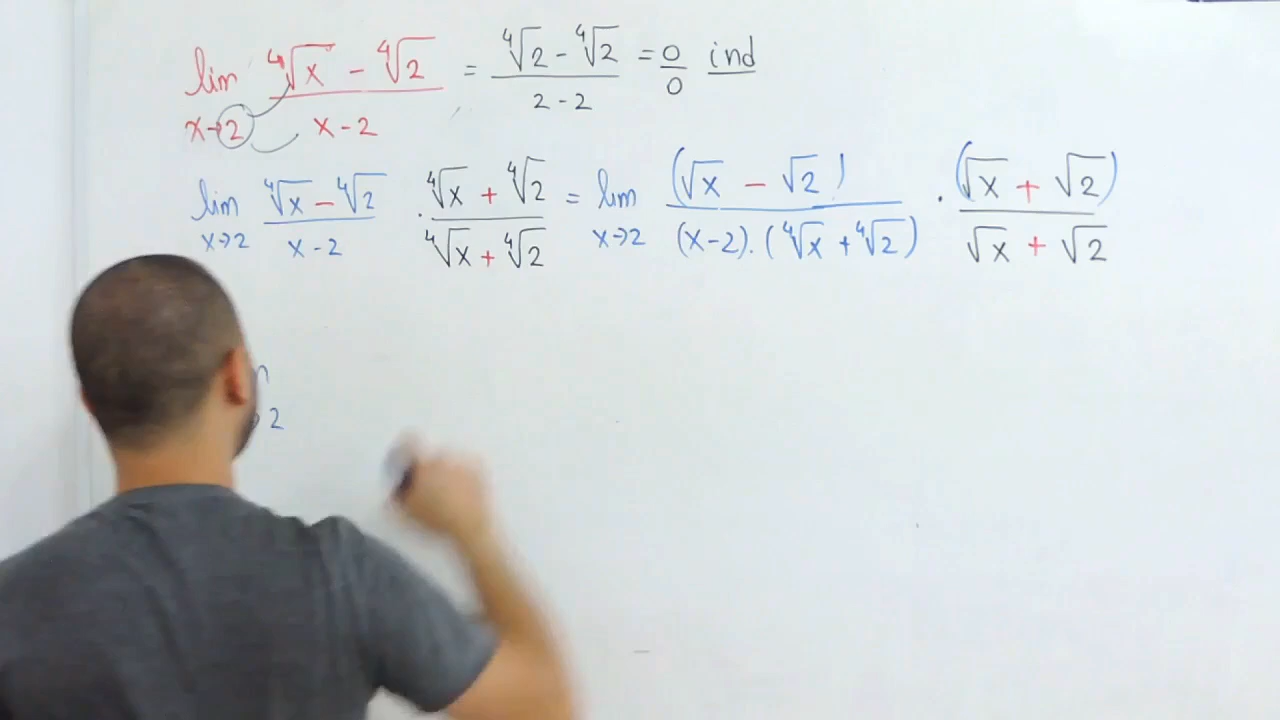 lim x→2 (⁴√x − ⁴√2)/(x−2) = (⁴√2 − ⁴√2)/(2−2) = 0/0 ind
lim x→2 (⁴√x − ⁴√2)/(x−2) · (⁴√x + ⁴√2)/(⁴√x + ⁴√2) = lim x→2 (√x − √2)/((x−2).(⁴√x + ⁴√2)) · (√x + √2)/(√x + √2)
2